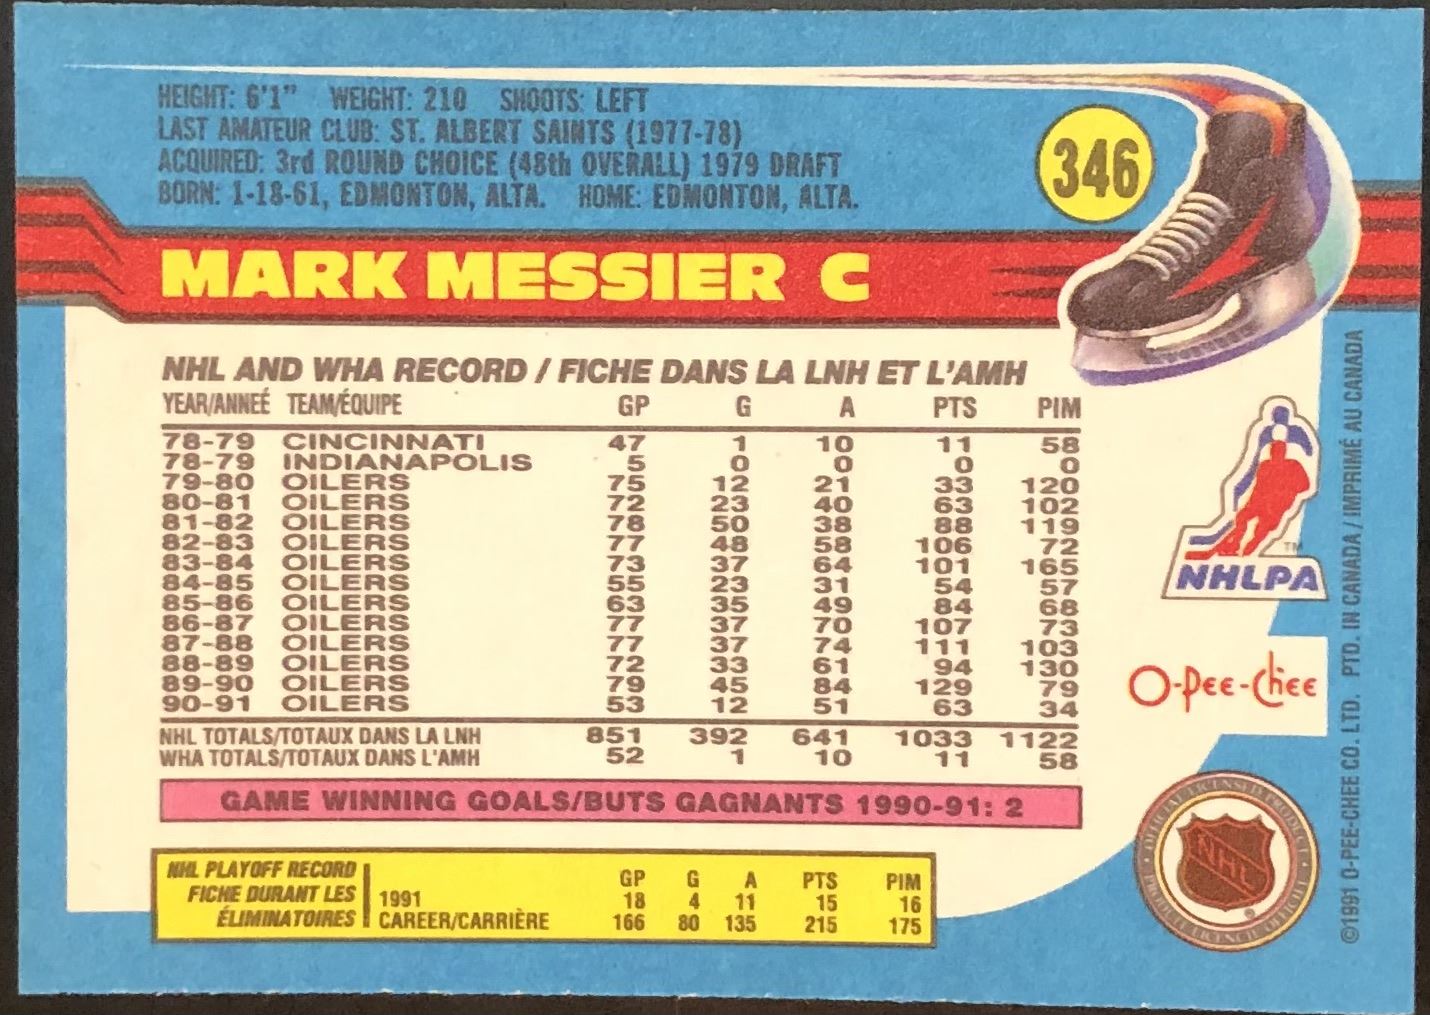 HEIGHT: 6'1" WEIGHT: 210 SHOOTS: LEFT
LAST AMATEUR CLUB: ST. ALBERT SAINTS (1977-78)
ACQUIRED: 3rd ROUND CHOICE (48th OVERALL) 1979 DRAFT
BORN: 1-18-61, EDMONTON, ALTA. HOME: EDMONTON, ALTA.
346
MARK MESSIER C
NHL AND WHA RECORD / FICHE DANS LA LNH ET L'AMH
YEAR/ANNEÉ TEAM/ÉQUIPE GP G A PTS PIM
78-79 CINCINNATI 47 1 10 11 58
78-79 INDIANAPOLIS 5 0 0 0 0
79-80 OILERS 75 12 21 33 120
80-81 OILERS 72 23 40 63 102
81-82 OILERS 78 50 38 88 119
82-83 OILERS 77 48 58 106 72
83-84 OILERS 73 37 64 101 165
84-85 OILERS 55 23 31 54 57
85-86 OILERS 63 35 49 84 68
86-87 OILERS 77 37 70 107 73
87-88 OILERS 77 37 74 111 103
88-89 OILERS 72 33 61 94 130
89-90 OILERS 79 45 84 129 79
90-91 OILERS 53 12 51 63 34
NHL TOTALS/TOTAUX DANS LA LNH 851 392 641 1033 1122
WHA TOTALS/TOTAUX DANS L'AMH 52 1 10 11 58
GAME WINNING GOALS/BUTS GAGNANTS 1990-91: 2
NHL PLAYOFF RECORD
FICHE DURANT LES
ÉLIMINATOIRES
GP G A PTS PIM
1991 18 4 11 15 16
CAREER/CARRIÈRE 166 80 135 215 175
TM
NHLPA
O-Pee-Chee
OFFICIAL LICENSED PRODUCT
NHL
®
PRODUIT LICENCIE OFFICIEL
©1991 O-PEE-CHEE CO. LTD. PTD. IN CANADA / IMPRIMÉ AU CANADA